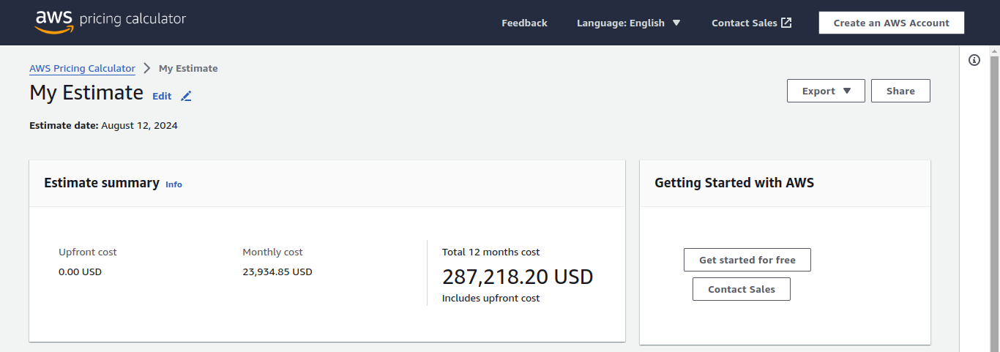 aws pricing calculator
Feedback
Language: English
Contact Sales
Create an AWS Account
AWS Pricing Calculator
My Estimate
My Estimate
Edit
Export
Share
Estimate date: August 12, 2024
Estimate summary Info
Upfront cost
0.00 USD
Monthly cost
23,934.85 USD
Total 12 months cost
287,218.20 USD
Includes upfront cost
Getting Started with AWS
Get started for free
Contact Sales